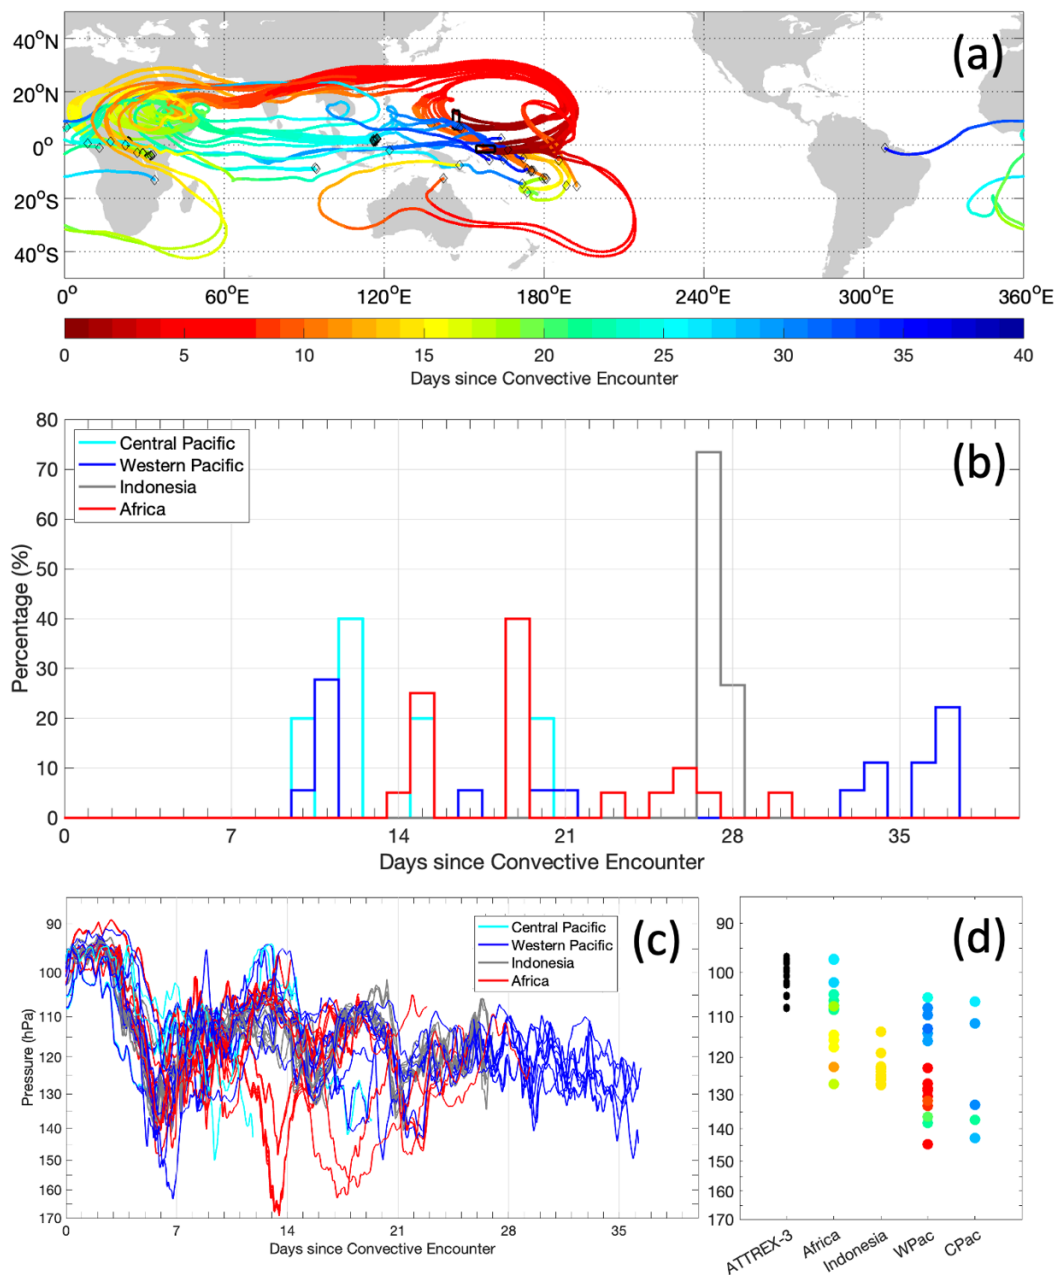 (a)
40°N
20°N
0°
20°S
40°S
0° 60°E 120°E 180°E 240°E 300°E 360°E
0 5 10 15 20 25 30 35 40
Days since Convective Encounter
(b)
Central Pacific
Western Pacific
Indonesia
Africa
Percentage (%)
80
70
60
50
40
30
20
10
0
0 7 14 21 28 35
Days since Convective Encounter
(c)
Central Pacific
Western Pacific
Indonesia
Africa
Pressure (hPa)
90
100
110
120
130
140
150
160
170
0 7 14 21 28 35
Days since Convective Encounter
(d)
90
100
110
120
130
140
150
160
170
ATTREX-3 Africa Indonesia WPac CPac